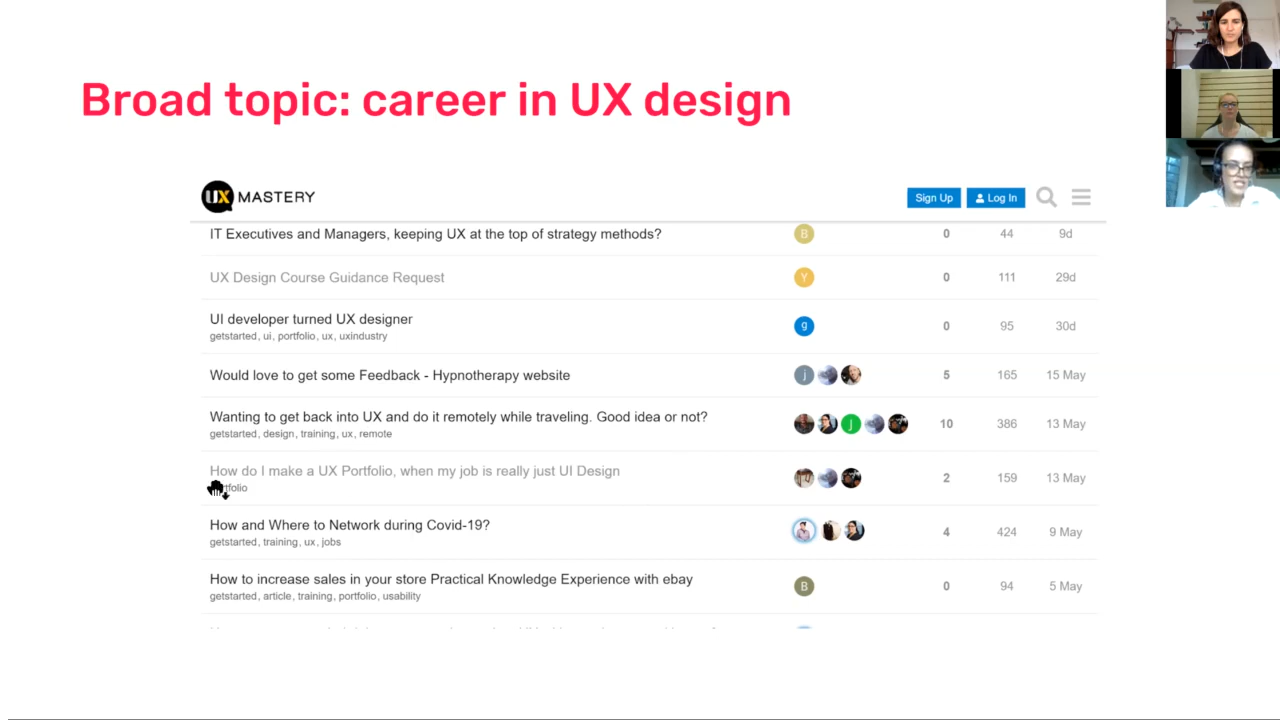 Broad topic: career in UX design
UX MASTERY
Sign Up
Log In
IT Executives and Managers, keeping UX at the top of strategy methods?
B
0
44
9d
UX Design Course Guidance Request
Y
0
111
29d
UI developer turned UX designer
getstarted, ui, portfolio, ux, uxindustry
g
0
95
30d
Would love to get some Feedback - Hypnotherapy website
j
5
165
15 May
Wanting to get back into UX and do it remotely while traveling. Good idea or not?
getstarted, design, training, ux, remote
J
10
386
13 May
How do I make a UX Portfolio, when my job is really just UI Design
tfolio
2
159
13 May
How and Where to Network during Covid-19?
getstarted, training, ux, jobs
4
424
9 May
How to increase sales in your store Practical Knowledge Experience with ebay
getstarted, article, training, portfolio, usability
B
0
94
5 May